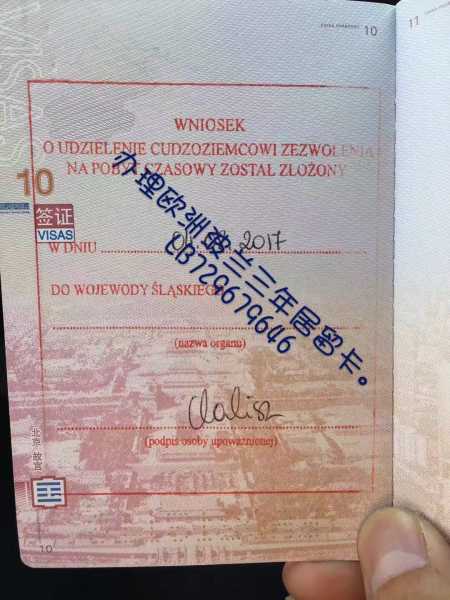 10
11
WNIOSEK
O UDZIELENIE CUDZOZIEMCOWI ZEZWOLENIA
NA POBYT CZASOWY ZOSTAŁ ZŁOŻONY
10
签证
VISAS
W DNIU 2017
DO WOJEWODY ŚLĄSKIEGO
(nazwa organu)
(podpis osoby upoważnionej)
办理欧洲波兰三年居留卡。
北京 故宫
10